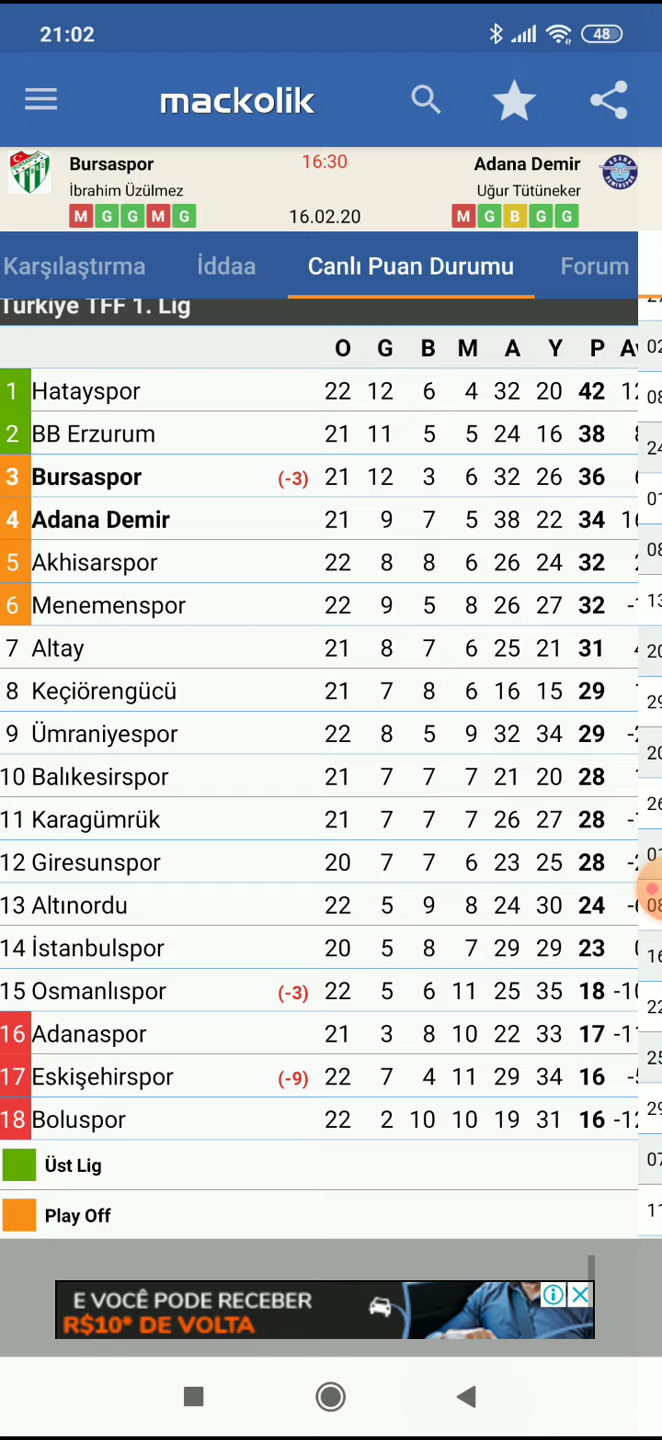 21:02 48
mackolik
Bursaspor 16:30 Adana Demir
İbrahim Üzülmez Uğur Tütüneker
M G G M G 16.02.20 M G B G G
Karşılaştırma İddaa Canlı Puan Durumu Forum
Türkiye TFF 1. Lig
O G B M A Y P
1 Hatayspor 22 12 6 4 32 20 42
2 BB Erzurum 21 11 5 5 24 16 38
3 Bursaspor (-3) 21 12 3 6 32 26 36
4 Adana Demir 21 9 7 5 38 22 34
5 Akhisarspor 22 8 8 6 26 24 32
6 Menemenspor 22 9 5 8 26 27 32
7 Altay 21 8 7 6 25 21 31
8 Keçiörengücü 21 7 8 6 16 15 29
9 Ümraniyespor 22 8 5 9 32 34 29
10 Balıkesirspor 21 7 7 7 21 20 28
11 Karagümrük 21 7 7 7 26 27 28
12 Giresunspor 20 7 7 6 23 25 28
13 Altınordu 22 5 9 8 24 30 24
14 İstanbulspor 20 5 8 7 29 29 23
15 Osmanlıspor (-3) 22 5 6 11 25 35 18
16 Adanaspor 21 3 8 10 22 33 17
17 Eskişehirspor (-9) 22 7 4 11 29 34 16
18 Boluspor 22 2 10 10 19 31 16
Üst Lig
Play Off
E VOCÊ PODE RECEBER
R$10* DE VOLTA